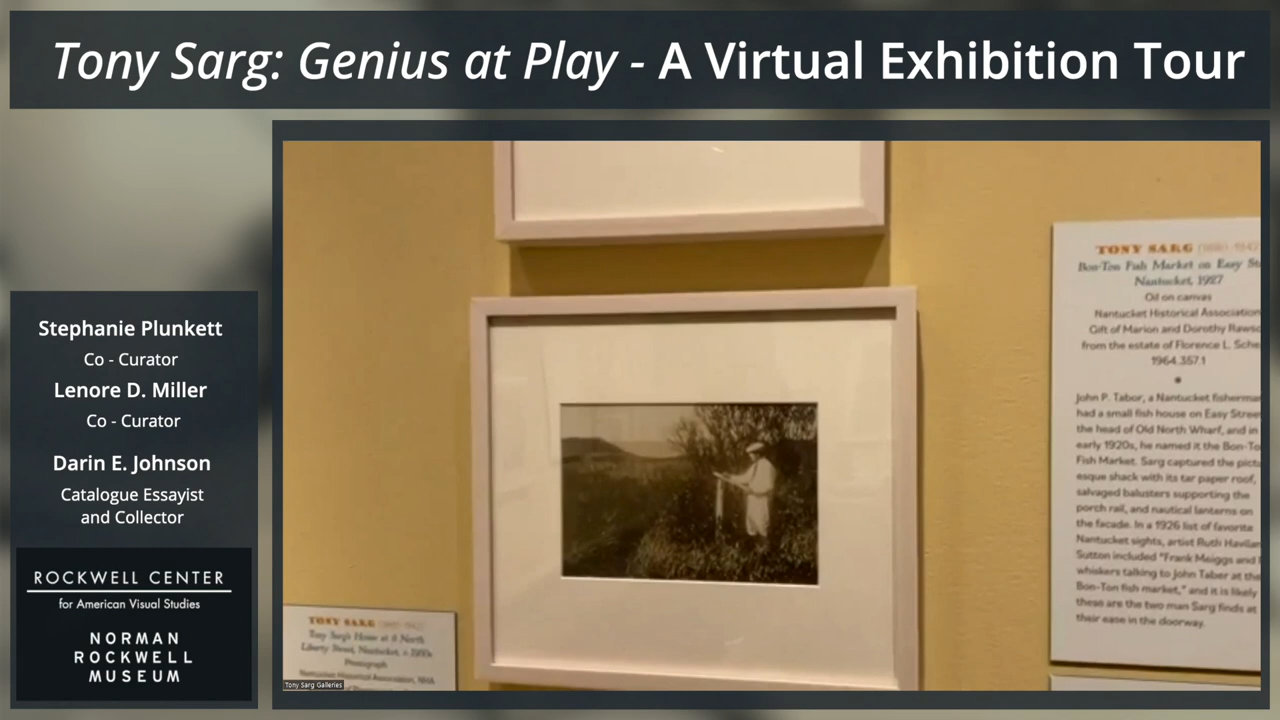 Tony Sarg: Genius at Play - A Virtual Exhibition Tour
Stephanie Plunkett
Co - Curator
Lenore D. Miller
Co - Curator
Darin E. Johnson
Catalogue Essayist
and Collector
ROCKWELL CENTER
for American Visual Studies
NORMAN
ROCKWELL
MUSEUM
TONY SARG
Tony Sarg's Home at
Liberty Street, Nantucket,
Photograph
Nantucket Historical Association, NHA
Tony Sarg Galleries
TONY SARG
Bon-Ton Fish Market on Easy St
Nantucket, 1927
Oil on canvas
Nantucket Historical Association
Gift of Marion and Dorothy Rawso
from the estate of Florence L. Sche
1964.357.1
John P. Tabor, a Nantucket fisherman
had a small fish house on Easy Stree
the head of Old North Wharf, and in
early 1920s, he named it the Bon-To
Fish Market. Sarg captured the pictu
esque shack with its tar paper roof,
salvaged balusters supporting the
porch rail, and nautical lanterns on
the facade. In a 1926 list of favorite
Nantucket sights, artist Ruth Havilan
Sutton included "Frank Meiggs and
whiskers talking to John Taber at the
Bon-Ton fish market," and it is likely
these are the two man Sarg finds at
their ease in the doorway.